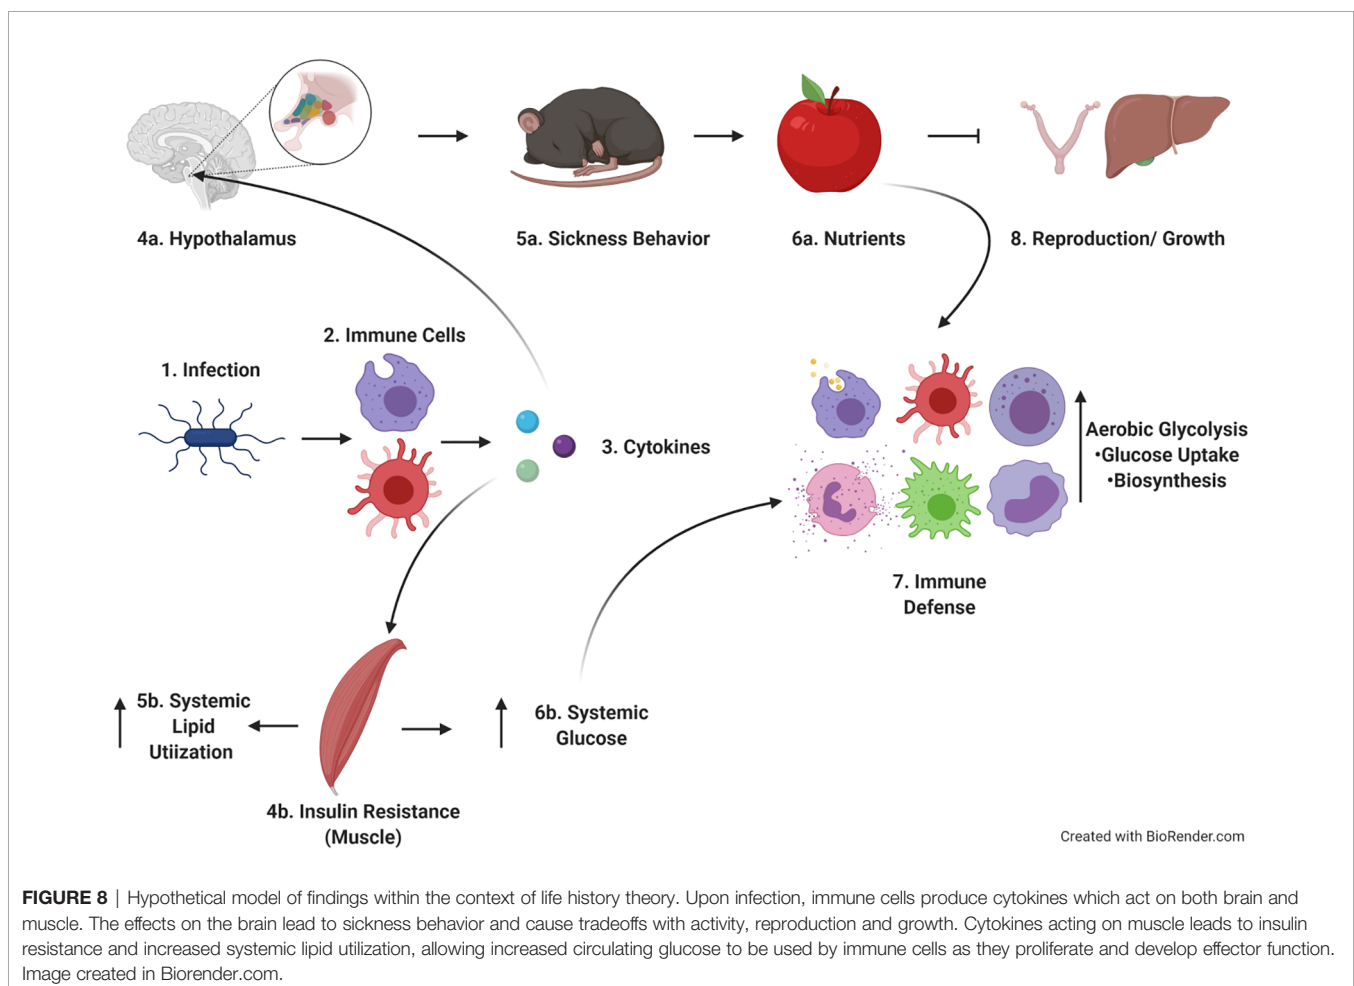 4a. Hypothalamus
5a. Sickness Behavior
6a. Nutrients
8. Reproduction/ Growth
1. Infection
2. Immune Cells
3. Cytokines
Aerobic Glycolysis
•Glucose Uptake
•Biosynthesis
7. Immune
Defense
5b. Systemic
Lipid
Utiization
6b. Systemic
Glucose
4b. Insulin Resistance
(Muscle)
Created with BioRender.com
FIGURE 8 | Hypothetical model of findings within the context of life history theory. Upon infection, immune cells produce cytokines which act on both brain and
muscle. The effects on the brain lead to sickness behavior and cause tradeoffs with activity, reproduction and growth. Cytokines acting on muscle leads to insulin
resistance and increased systemic lipid utilization, allowing increased circulating glucose to be used by immune cells as they proliferate and develop effector function.
Image created in Biorender.com.